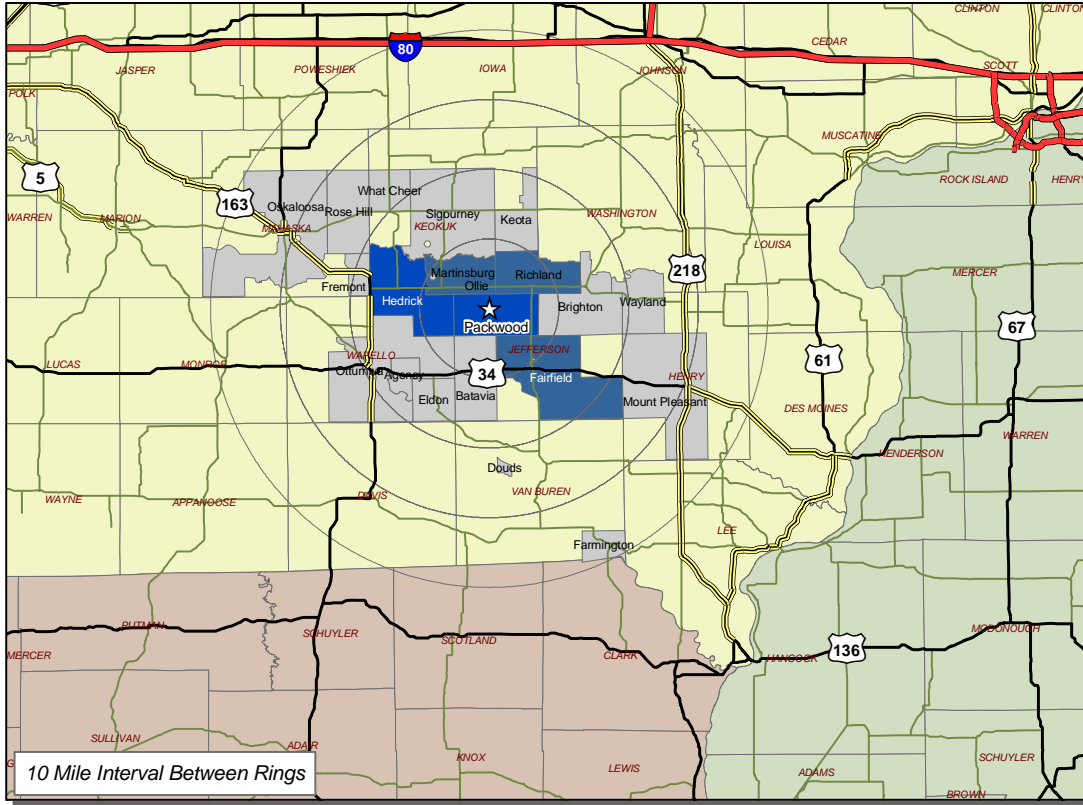 CLINTON
CLINTON
CEDAR
80
JASPER
POWESHIEK
IOWA
JOHNSON
SCOTT
POLK
MUSCATINE
5
What Cheer
ROCK ISLAND
HENRY
163
Oskaloosa
Rose Hill
Sigourney
Keota
WASHINGTON
WARREN
MARION
MAHASKA
KEOKUK
LOUISA
218
Martinsburg
Richland
MERCER
Fremont
Hedrick
Ollie
Brighton
Wayland
Packwood
67
JEFFERSON
61
LUCAS
MONROE
WAPELLO
Ottumwa
Agency
34
Fairfield
HENRY
Eldon
Batavia
Mount Pleasant
DES MOINES
WARREN
HENDERSON
Douds
WAYNE
APPANOOSE
DAVIS
VAN BUREN
LEE
Farmington
PUTMAN
SCHUYLER
SCOTLAND
MCDONOUGH
MERCER
CLARK
HANCOCK
136
SULLIVAN
ADAIR
KNOX
LEWIS
ADAMS
SCHUYLER
BROWN
10 Mile Interval Between Rings